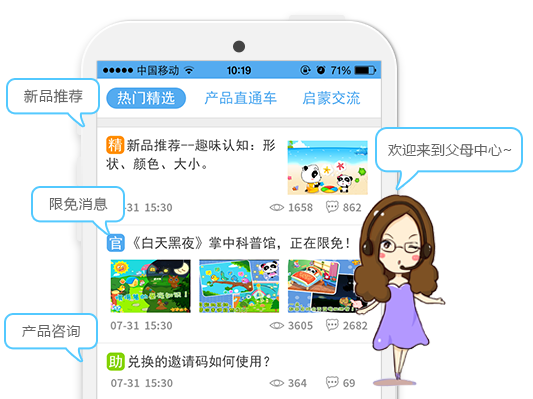 中国移动 10:19 71%
热门精选 产品直通车 启蒙交流
新品推荐
精 新品推荐--趣味认知：形
状、颜色、大小。
欢迎来到父母中心~
限免消息
-31 15:30 1658 862
官 《白天黑夜》掌中科普馆，正在限免！
07-31 15:30 3605 2682
产品咨询
助 兑换的邀请码如何使用？
07-31 15:30 364 69